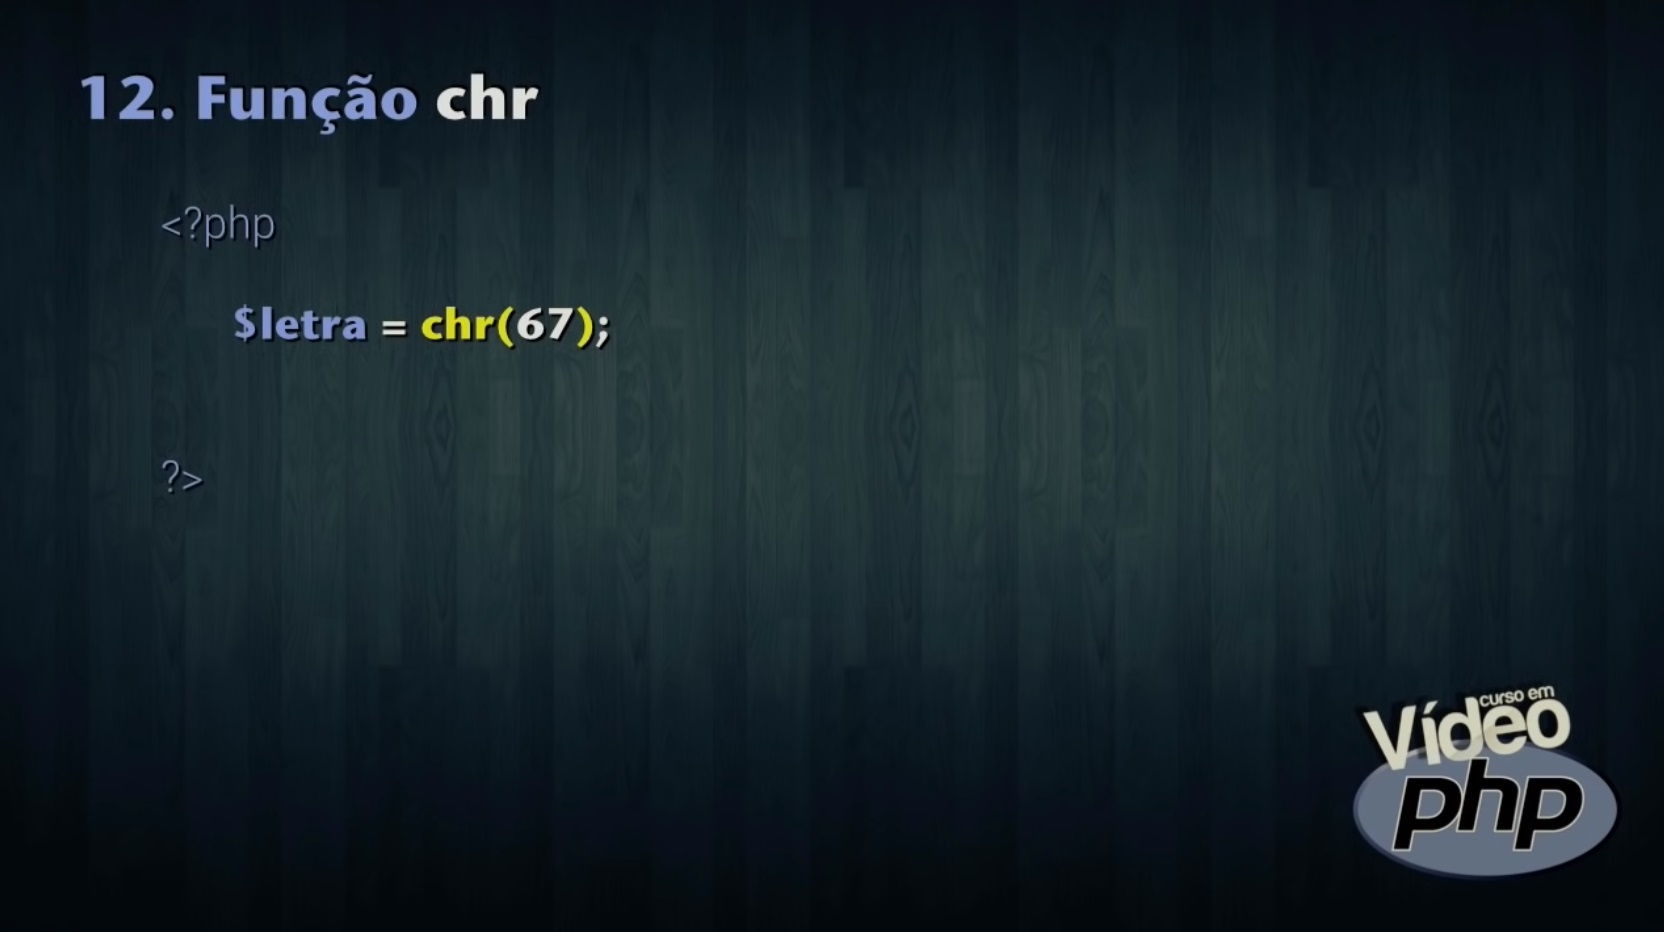 12. Função chr
<?php
$letra = chr(67);
?>
curso em
Vídeo
php